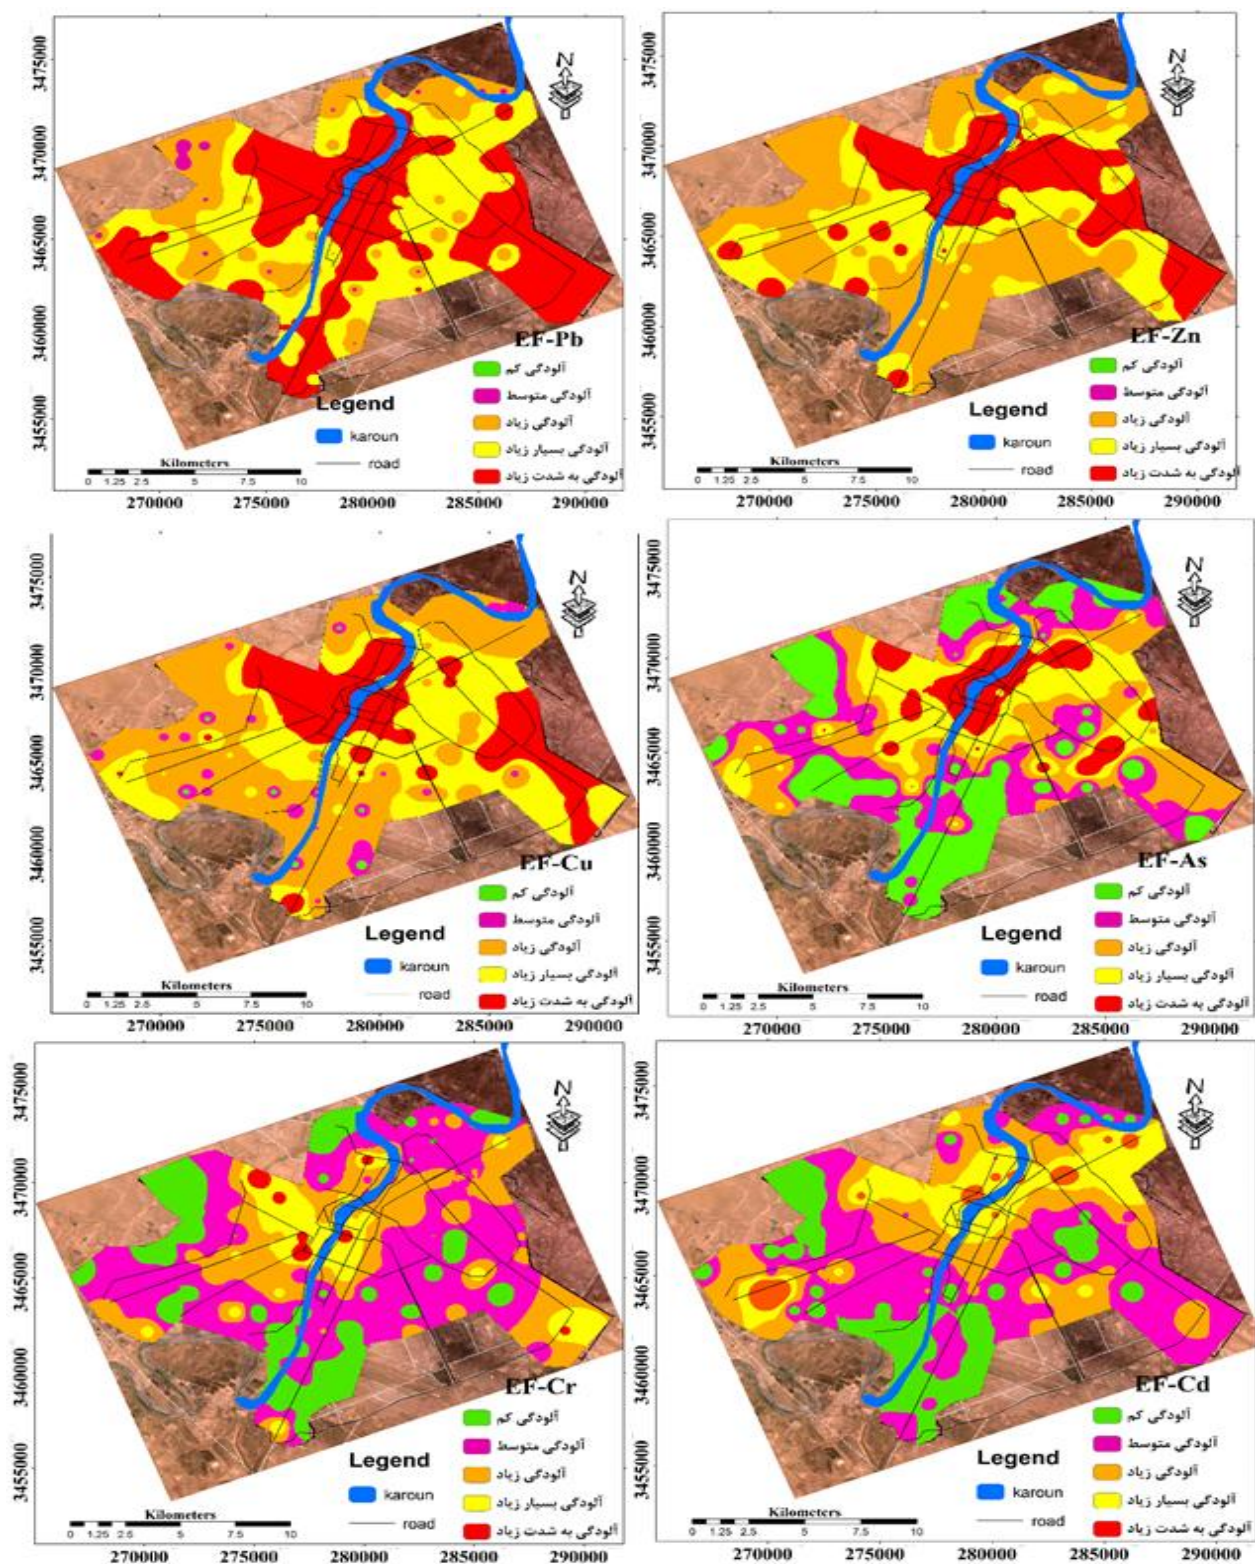 3475000
3470000
3465000
3460000
3455000
N
EF-Pb
آلودگی کم
آلودگی متوسط
آلودگی زیاد
آلودگی بسیار زیاد
آلودگی به شدت زیاد
Legend
karoun
road
Kilometers
0 1.25 2.5 5 7.5 10
270000 275000 280000 285000 290000
3475000
3470000
3465000
3460000
3455000
N
EF-Zn
آلودگی کم
آلودگی متوسط
آلودگی زیاد
آلودگی بسیار زیاد
آلودگی به شدت زیاد
Legend
karoun
road
Kilometers
0 1.25 2.5 5 7.5 10
270000 275000 280000 285000 290000
3475000
3470000
3465000
3460000
3455000
N
EF-Cu
آلودگی کم
آلودگی متوسط
آلودگی زیاد
آلودگی بسیار زیاد
آلودگی به شدت زیاد
Legend
karoun
road
Kilometers
0 1.25 2.5 5 7.5 10
270000 275000 280000 285000 290000
3475000
3470000
3465000
3460000
3455000
N
EF-As
آلودگی کم
آلودگی متوسط
آلودگی زیاد
آلودگی بسیار زیاد
آلودگی به شدت زیاد
Legend
karoun
road
Kilometers
0 1.25 2.5 5 7.5 10
270000 275000 280000 285000 290000
3475000
3470000
3465000
3460000
3455000
N
EF-Cr
آلودگی کم
آلودگی متوسط
آلودگی زیاد
آلودگی بسیار زیاد
آلودگی به شدت زیاد
Legend
karoun
road
Kilometers
0 1.25 2.5 5 7.5 10
270000 275000 280000 285000 290000
3475000
3470000
3465000
3460000
3455000
N
EF-Cd
آلودگی کم
آلودگی متوسط
آلودگی زیاد
آلودگی بسیار زیاد
آلودگی به شدت زیاد
Legend
karoun
road
Kilometers
0 1.25 2.5 5 7.5 10
270000 275000 280000 285000 290000